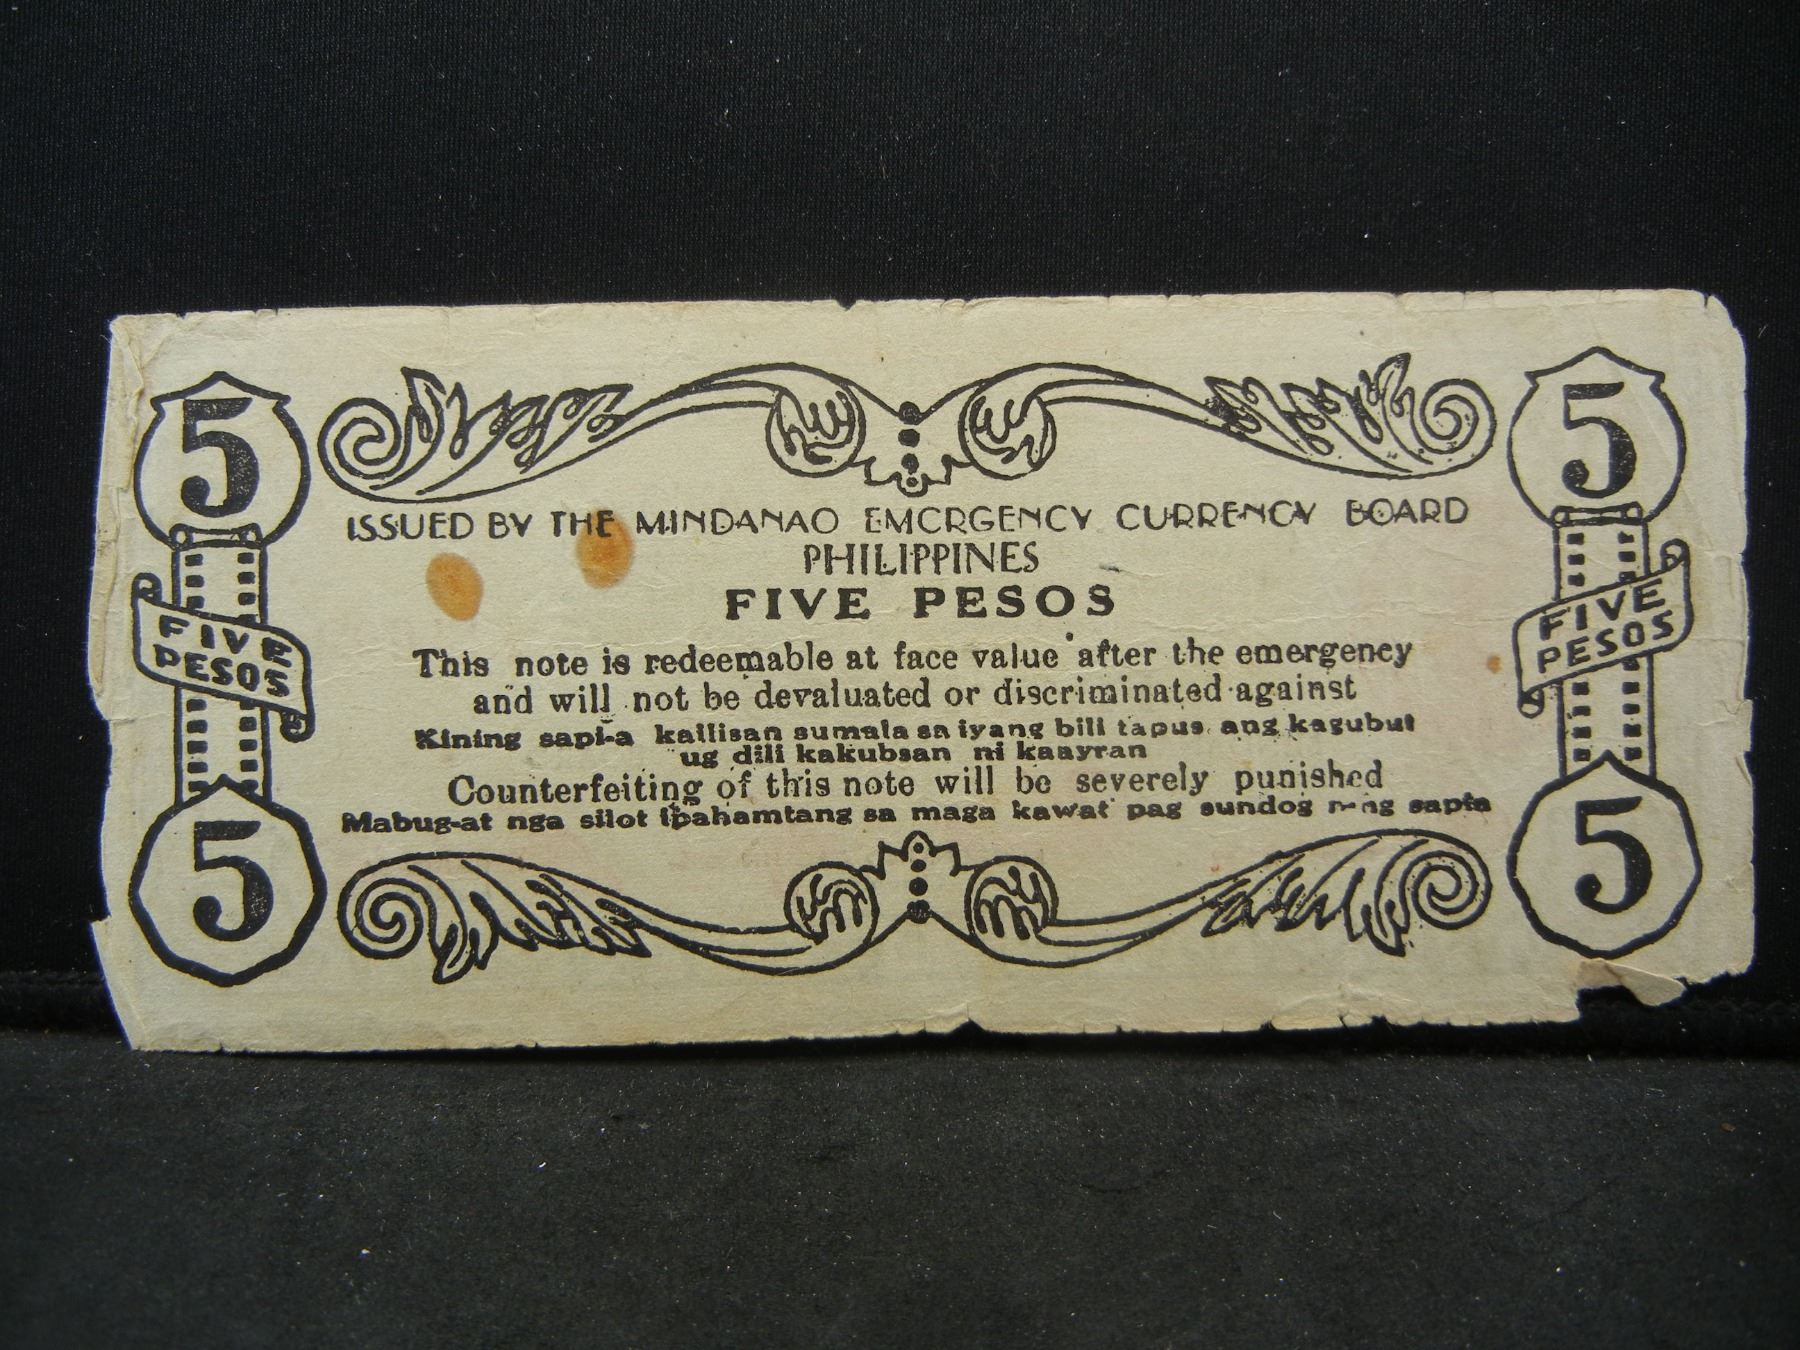 5
5
ISSUED BY THE MINDANAO EMCRGENCY CURRENCY BOARD
PHILIPPINES
FIVE PESOS
FIVE
PESOS
FIVE
PESOS
This note is redeemable at face value after the emergency
and will not be devaluated or discriminated against
Kining sapi-a kailisan sumala sa iyang bili tapus ang kagubut
ug dili kakubsan ni kaayran
Counterfeiting of this note will be severely punished
Mabug-at nga silot ipahamtang sa maga kawat pag sundog sapia
5
5